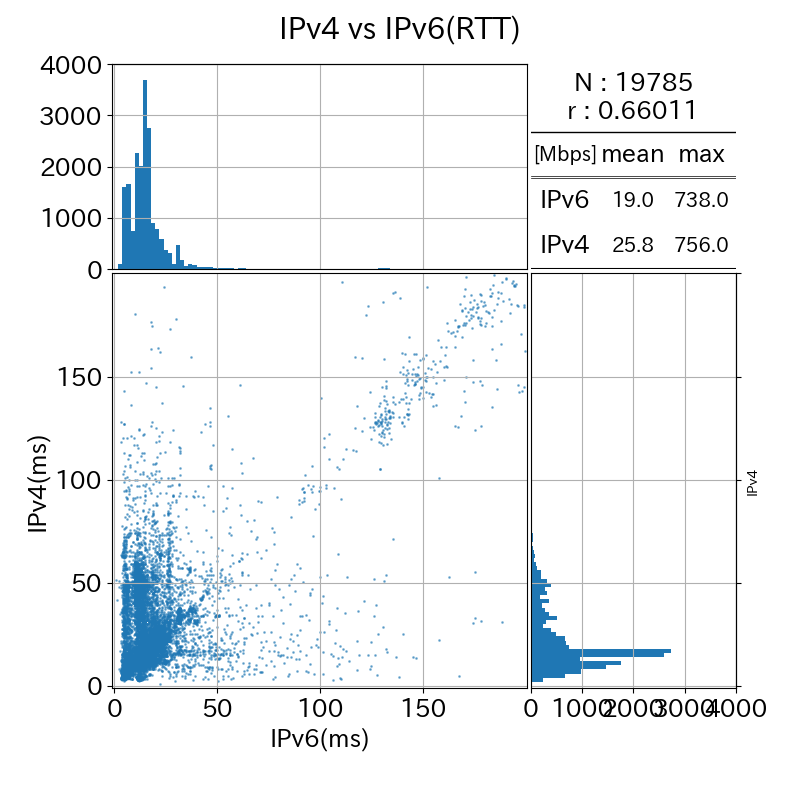 IPv4 vs IPv6(RTT)
4000
3000
2000
1000
0
N : 19785
r : 0.66011
[Mbps] mean max
IPv6 19.0 738.0
IPv4 25.8 756.0
IPv4(ms)
150
100
50
0
0 50 100 150
IPv6(ms)
0 1000 2000 3000 4000
IPv4